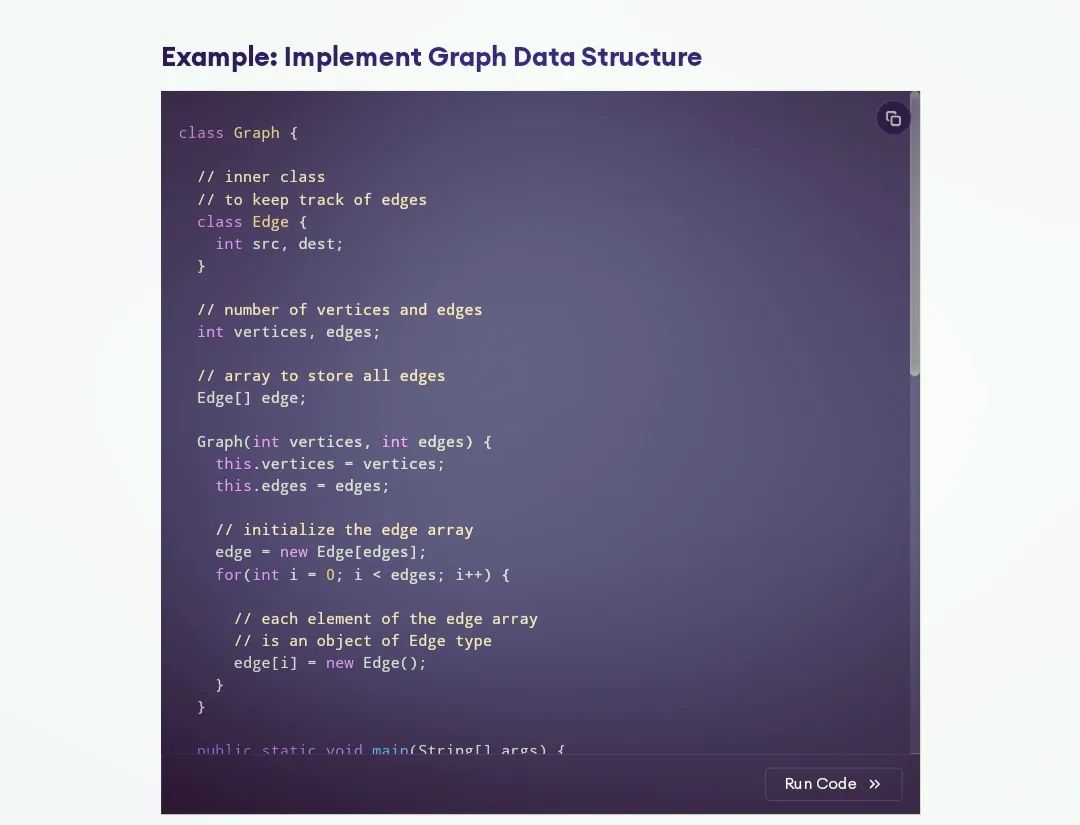 Example: Implement Graph Data Structure
class Graph {
// inner class
// to keep track of edges
class Edge {
int src, dest;
}
// number of vertices and edges
int vertices, edges;
// array to store all edges
Edge[] edge;
Graph(int vertices, int edges) {
this.vertices = vertices;
this.edges = edges;
// initialize the edge array
edge = new Edge[edges];
for(int i = 0; i < edges; i++) {
// each element of the edge array
// is an object of Edge type
edge[i] = new Edge();
}
}
public static void main(String[] args) {
Run Code »